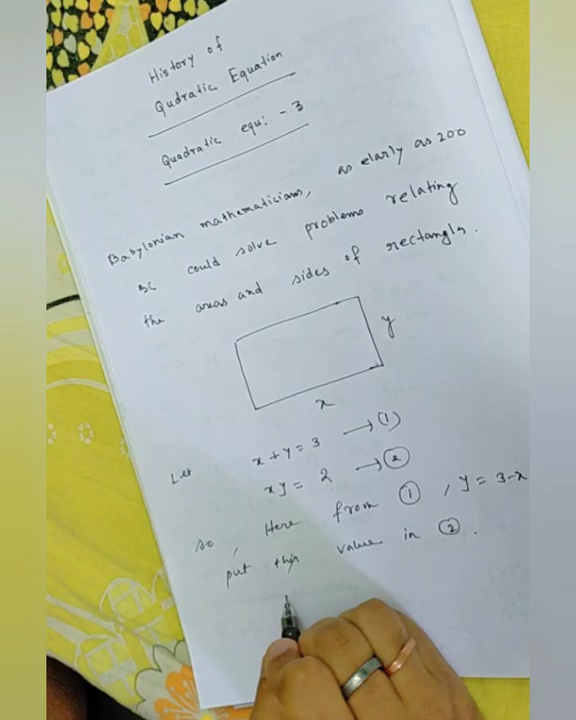 History of
Qudratic Equation
Quadratic equ: - 3
Babylonian mathematicians, as elarly as 200
BC could solve problems relating
the areas and sides of rectangls.
y
x
Let x + y = 3 → (1)
xy = 2 → (2)
so, Here from (1), y = 3-x
put this value in (2).